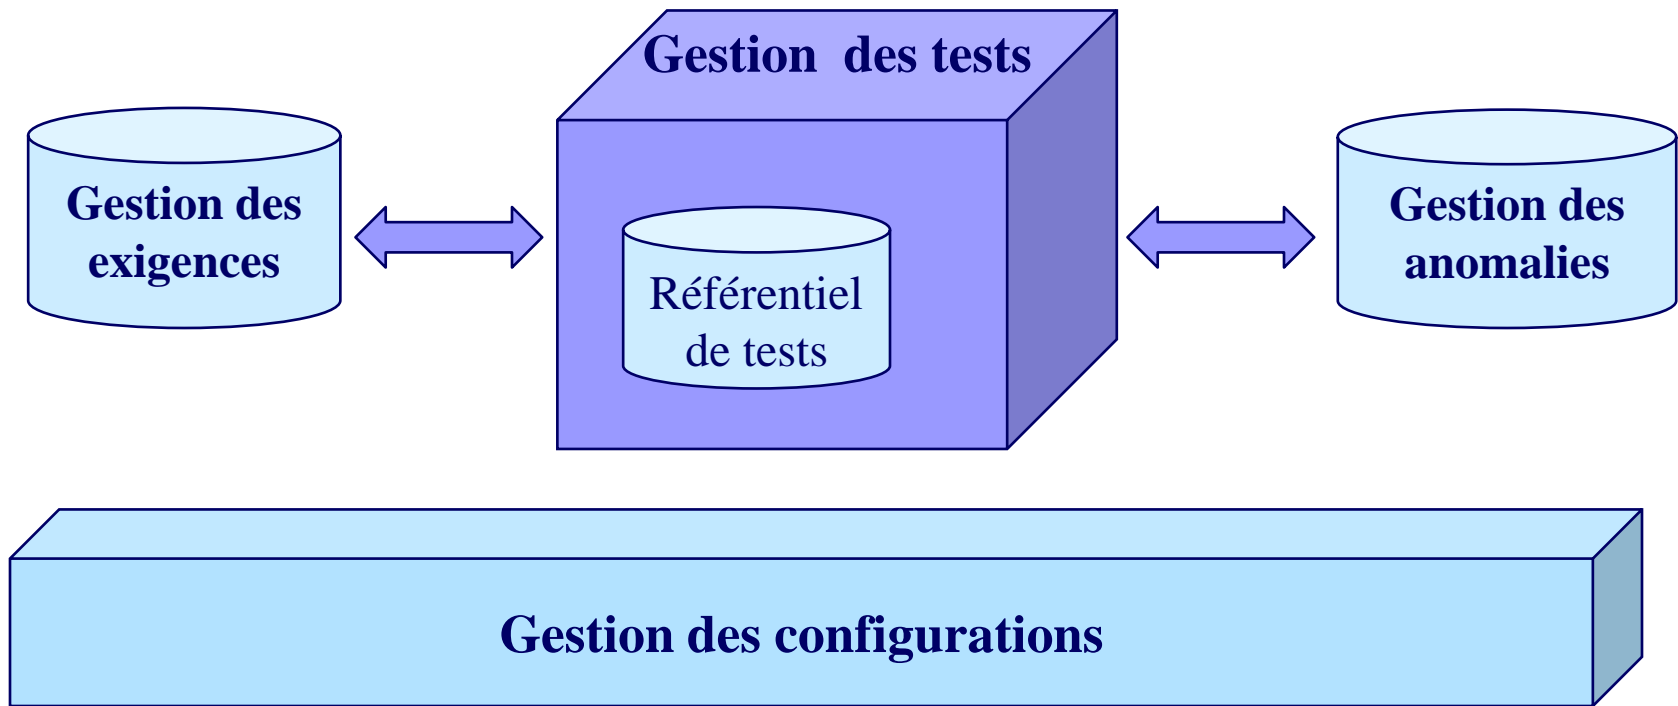 Gestion des tests
Gestion des
exigences
Référentiel
de tests
Gestion des
anomalies
Gestion des configurations